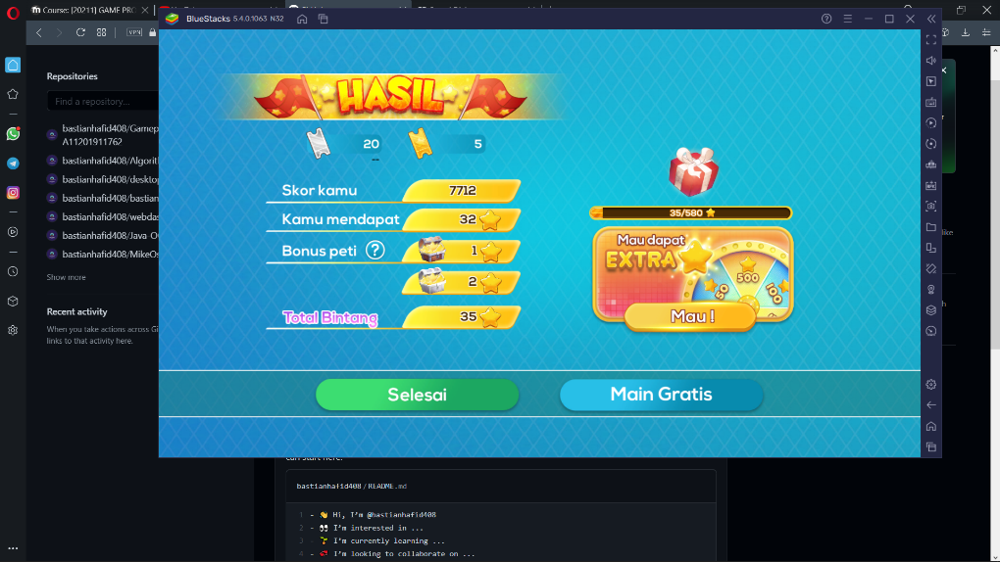 Course: [20211] GAME PRO
BlueStacks 5.4.0.1063 N32
VPN
Repositories
Find a repository...
bastianhafid408/Gamep
A11201911762
bastianhafid408/Algorit
bastianhafid408/desktop
bastianhafid408/bastian
bastianhafid408/webdas
bastianhafid408/Java-O
bastianhafid408/MikeOs
Show more
Recent activity
When you take actions across Gi
links to that activity here.
HASIL
20
5
Skor kamu 7712
Kamu mendapat 32
Bonus peti ? 1
2
Total Bintang 35
35/580
Mau dapat
EXTRA
50 500 100
Mau !
Selesai
Main Gratis
can start here.
bastianhafid408 / README.md
1 - 👋 Hi, I'm @bastianhafid408
2 - 👀 I'm interested in ...
3 - 🌱 I'm currently learning ...
4 - 💞️ I'm looking to collaborate on ...